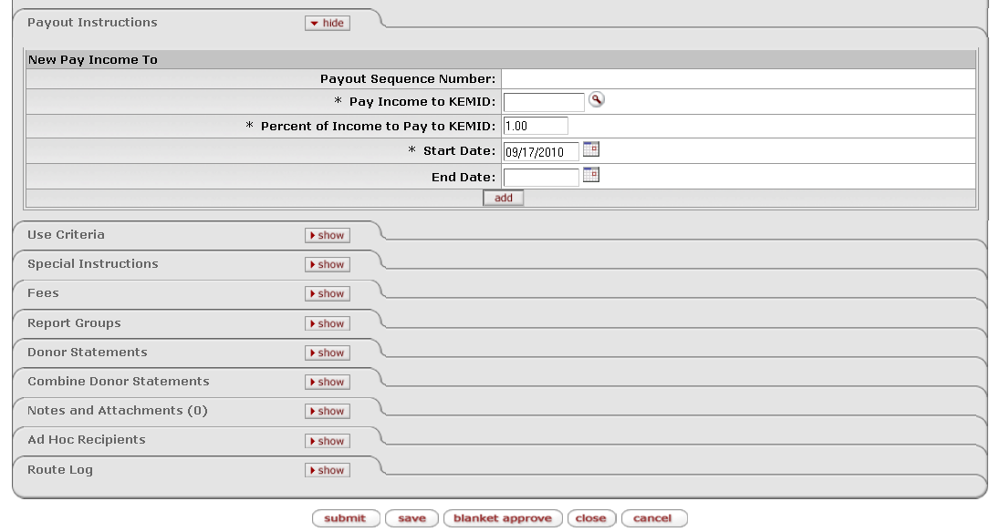 Payout Instructions hide
New Pay Income To
Payout Sequence Number:
* Pay Income to KEMID:
* Percent of Income to Pay to KEMID: 1.00
* Start Date: 09/17/2010
End Date:
add
Use Criteria show
Special Instructions show
Fees show
Report Groups show
Donor Statements show
Combine Donor Statements show
Notes and Attachments (0) show
Ad Hoc Recipients show
Route Log show
submit save blanket approve close cancel